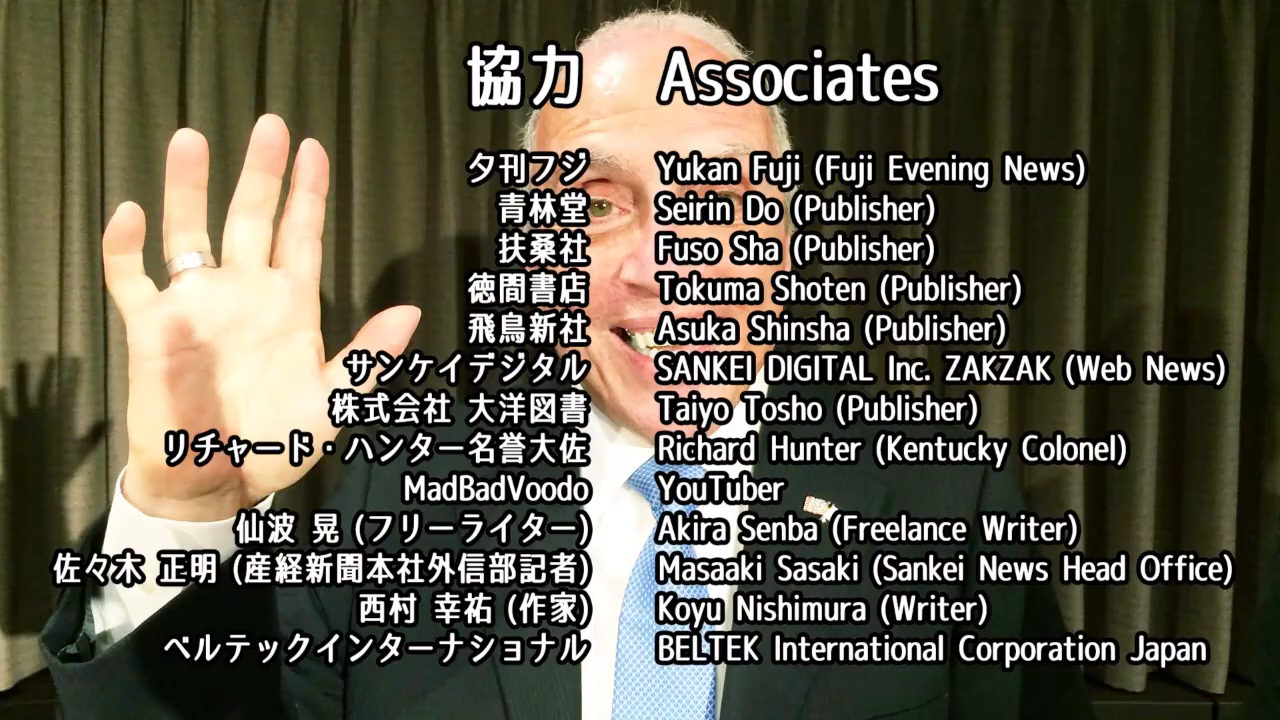 協力 Associates
夕刊フジ Yukan Fuji (Fuji Evening News)
青林堂 Seirin Do (Publisher)
扶桑社 Fuso Sha (Publisher)
徳間書店 Tokuma Shoten (Publisher)
飛鳥新社 Asuka Shinsha (Publisher)
サンケイデジタル SANKEI DIGITAL Inc. ZAKZAK (Web News)
株式会社 大洋図書 Taiyo Tosho (Publisher)
リチャード・ハンター名誉大佐 Richard Hunter (Kentucky Colonel)
MadBadVoodo YouTuber
仙波 晃 (フリーライター) Akira Senba (Freelance Writer)
佐々木 正明 (産経新聞本社外信部記者) Masaaki Sasaki (Sankei News Head Office)
西村 幸祐 (作家) Koyu Nishimura (Writer)
ベルテックインターナショナル BELTEK International Corporation Japan